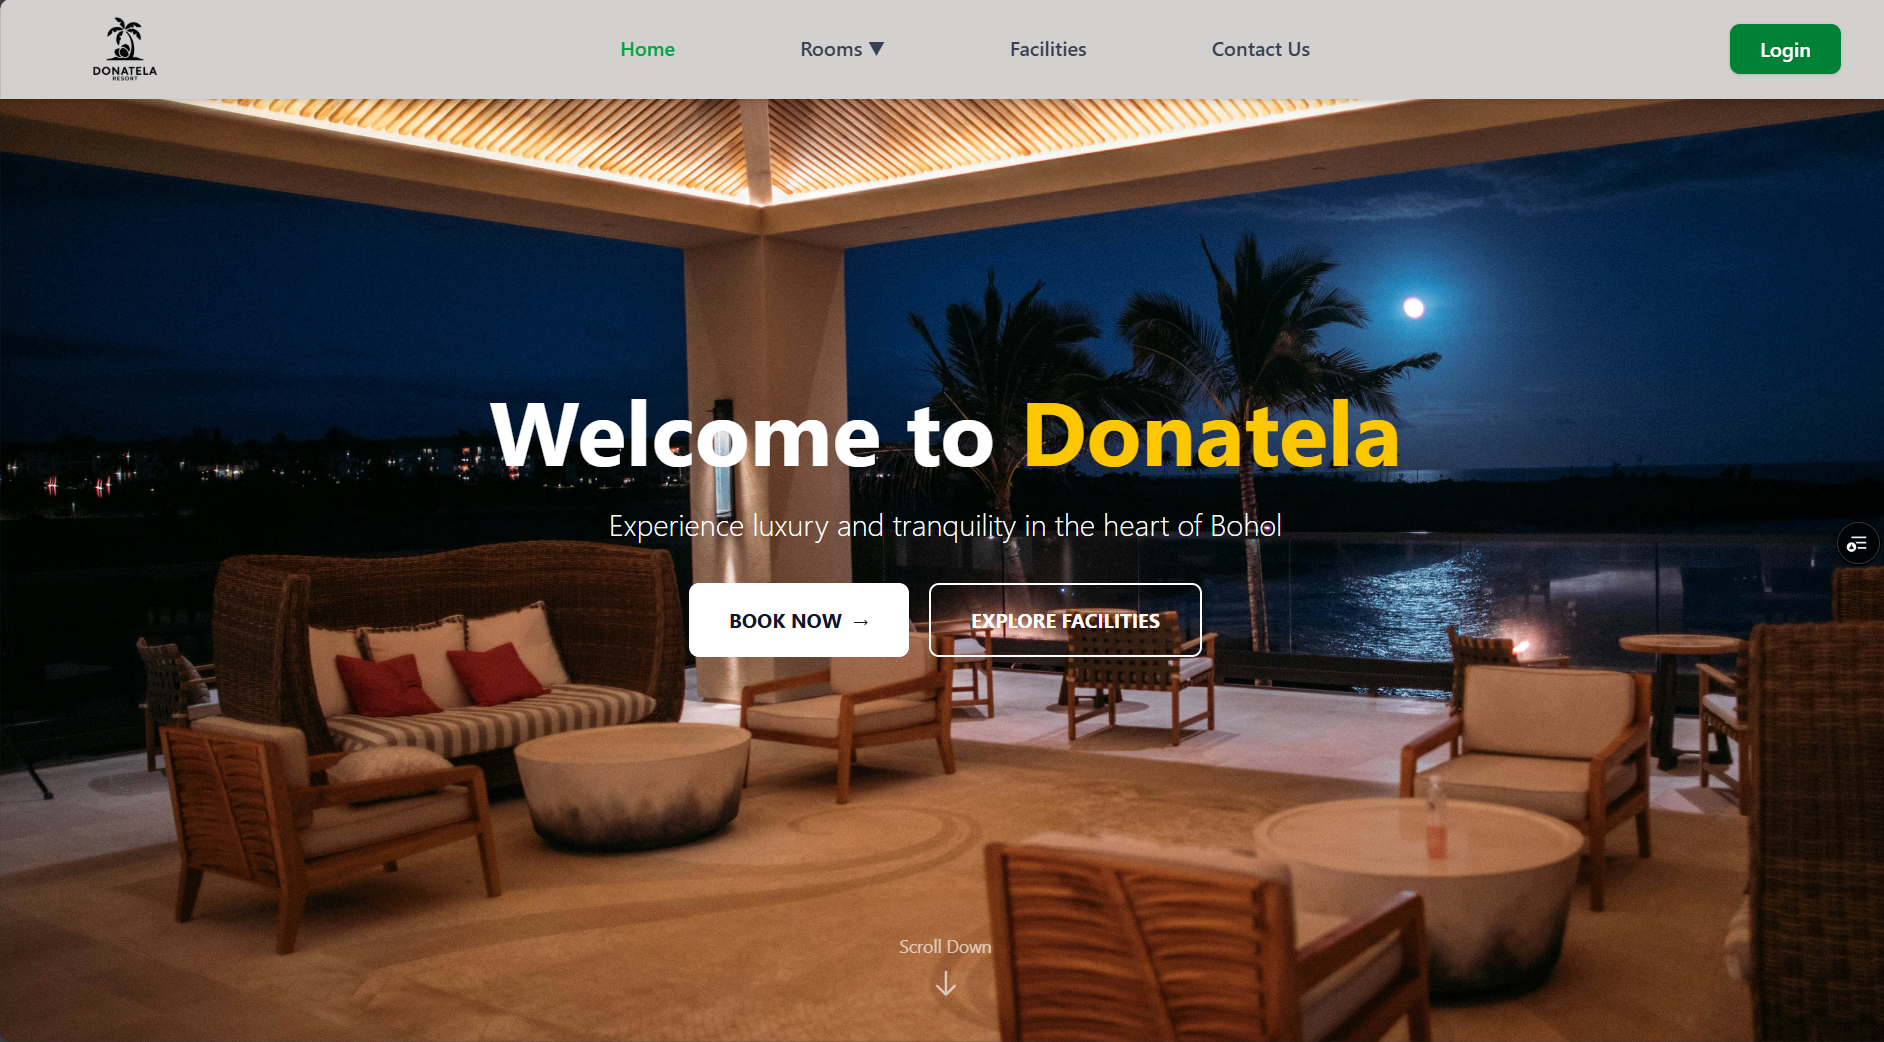 DONATELA
RESORT
Home
Rooms ▼
Facilities
Contact Us
Login
Welcome to Donatela
Experience luxury and tranquility in the heart of Bohol
BOOK NOW →
EXPLORE FACILITIES
Scroll Down
↓